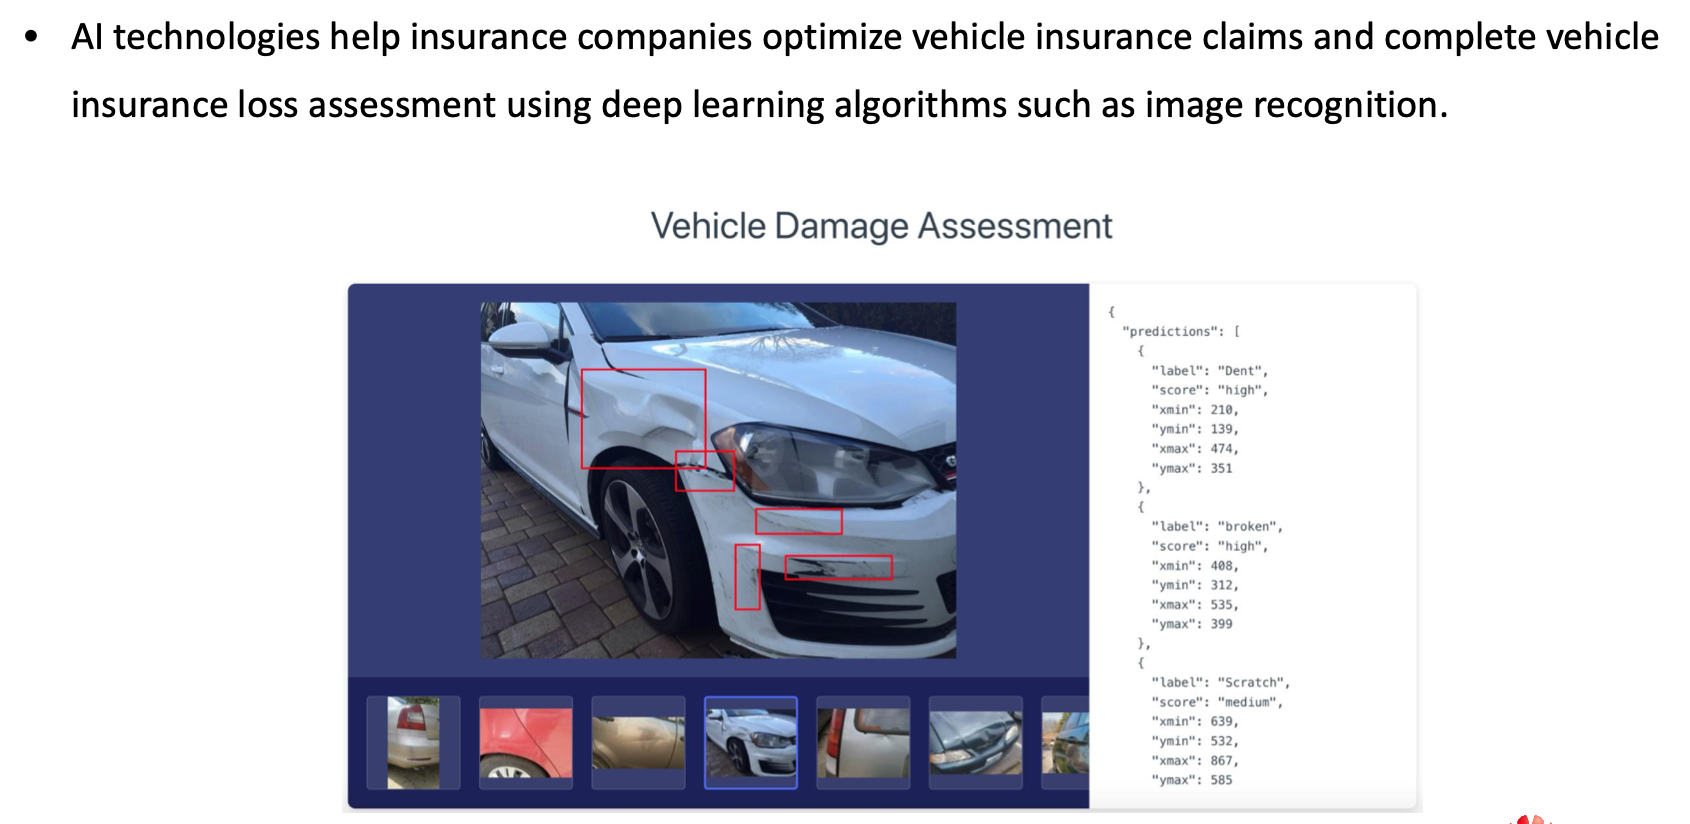 • AI technologies help insurance companies optimize vehicle insurance claims and complete vehicle
insurance loss assessment using deep learning algorithms such as image recognition.
Vehicle Damage Assessment
{
"predictions": [
{
"label": "Dent",
"score": "high",
"xmin": 210,
"ymin": 139,
"xmax": 474,
"ymax": 351
},
{
"label": "broken",
"score": "high",
"xmin": 408,
"ymin": 312,
"xmax": 535,
"ymax": 399
},
{
"label": "Scratch",
"score": "medium",
"xmin": 639,
"ymin": 532,
"xmax": 867,
"ymax": 585